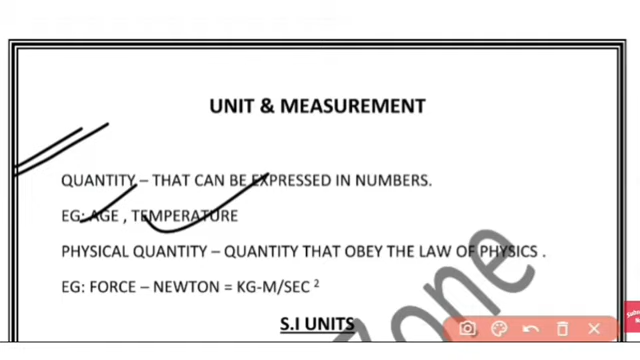 UNIT & MEASUREMENT
QUANTITY – THAT CAN BE EXPRESSED IN NUMBERS.
EG: AGE , TEMPERATURE
PHYSICAL QUANTITY – QUANTITY THAT OBEY THE LAW OF PHYSICS .
EG: FORCE – NEWTON = KG-M/SEC ²
S.I UNITS
Zone